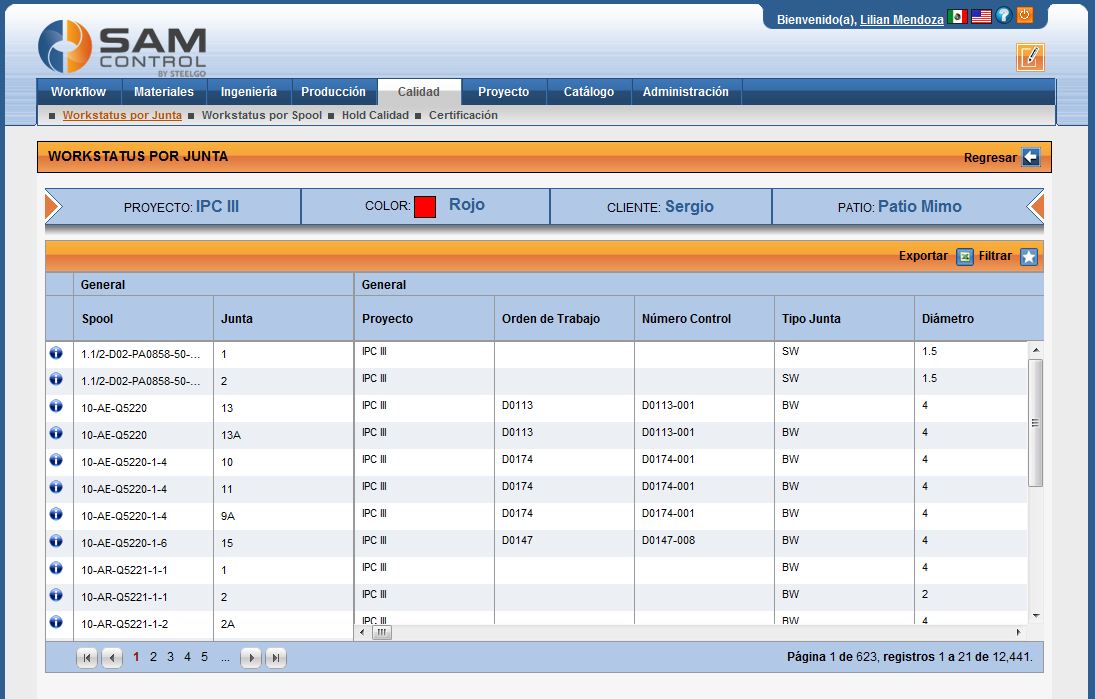 Bienvenido(a), Lilian Mendoza
SAM
CONTROL
BY STEELGO
Workflow Materiales Ingeniería Producción Calidad Proyecto Catálogo Administración
Workstatus por Junta Workstatus por Spool Hold Calidad Certificación
WORKSTATUS POR JUNTA Regresar
PROYECTO: IPC III COLOR: Rojo CLIENTE: Sergio PATIO: Patio Mimo
Exportar Filtrar
General General
Spool Junta Proyecto Orden de Trabajo Número Control Tipo Junta Diámetro
1.1/2-D02-PA0858-50-... 1 IPC III SW 1.5
1.1/2-D02-PA0858-50-... 2 IPC III SW 1.5
10-AE-Q5220 13 IPC III D0113 D0113-001 BW 4
10-AE-Q5220 13A IPC III D0113 D0113-001 BW 4
10-AE-Q5220-1-4 10 IPC III D0174 D0174-001 BW 4
10-AE-Q5220-1-4 11 IPC III D0174 D0174-001 BW 4
10-AE-Q5220-1-4 9A IPC III D0174 D0174-001 BW 4
10-AE-Q5220-1-6 15 IPC III D0147 D0147-008 BW 4
10-AR-Q5221-1-1 1 IPC III BW 4
10-AR-Q5221-1-1 2 IPC III BW 2
10-AR-Q5221-1-2 2A IPC III BW 4
1 2 3 4 5 ... Página 1 de 623, registros 1 a 21 de 12,441.